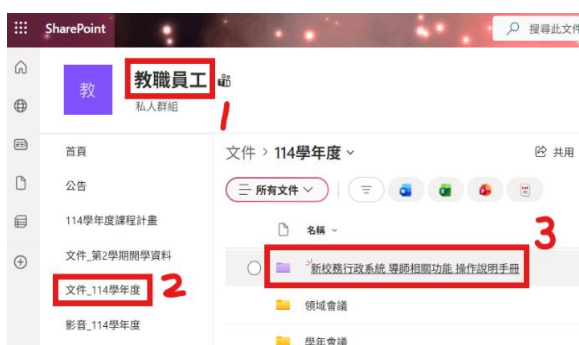 SharePoint
搜尋此文件
教
教職員工
私人群組
1
首頁
公告
114學年度課程計畫
文件_第2學期開學資料
文件_114學年度
2
影音_114學年度
文件 > 114學年度
共用
所有文件
名稱
3
新校務行政系統 導師相關功能 操作說明手冊
領域會議
學年會議